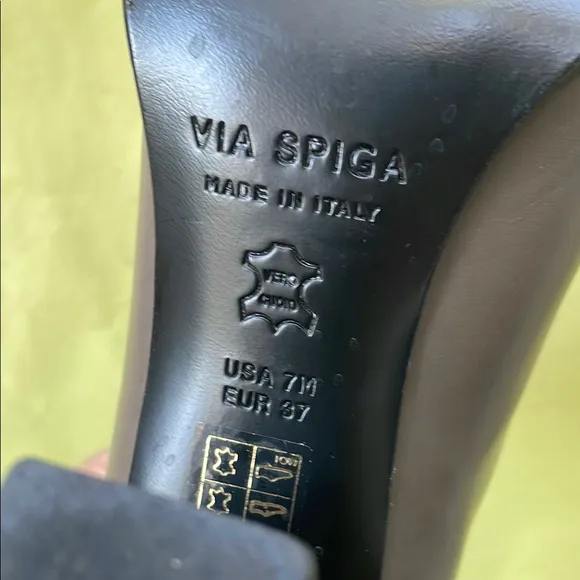 VIA SPIGA
MADE IN ITALY
VERO
CUOIO
USA 7M
EUR 37